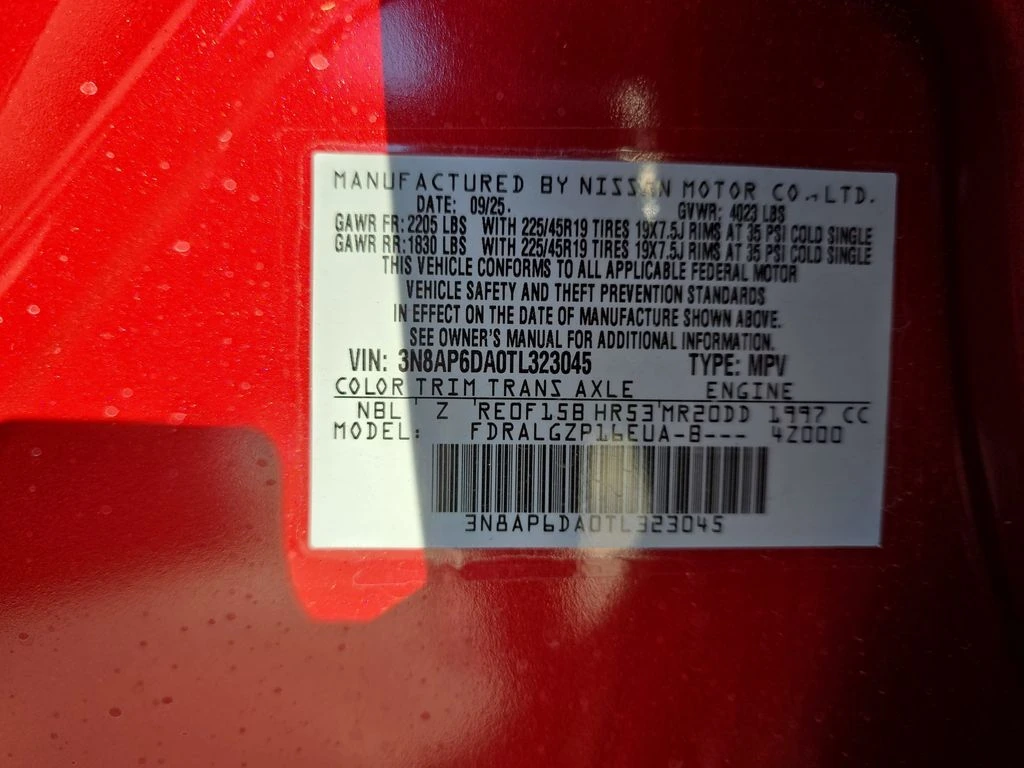 MANUFACTURED BY NISSAN MOTOR CO.,LTD.
DATE: 09/25. GVWR: 4023 LBS
GAWR FR: 2205 LBS WITH 225/45R19 TIRES 19X7.5J RIMS AT 35 PSI COLD SINGLE
GAWR RR: 1830 LBS WITH 225/45R19 TIRES 19X7.5J RIMS AT 35 PSI COLD SINGLE
THIS VEHICLE CONFORMS TO ALL APPLICABLE FEDERAL MOTOR
VEHICLE SAFETY AND THEFT PREVENTION STANDARDS
IN EFFECT ON THE DATE OF MANUFACTURE SHOWN ABOVE.
SEE OWNER'S MANUAL FOR ADDITIONAL INFORMATION.
VIN: 3N8AP6DA0TL323045 TYPE: MPV
COLOR TRIM TRANS AXLE ENGINE
NBL Z RE0F15B HR53 MR20DD 1997 CC
MODEL: FDRALGZP16EUA-B--- 4Z000
3N8AP6DA0TL323045